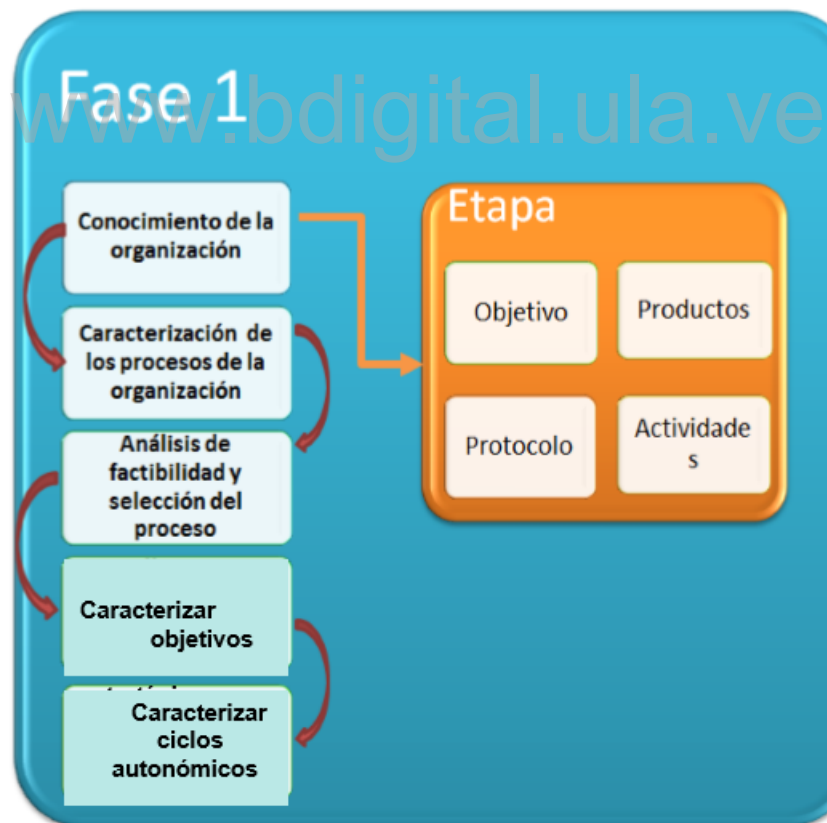 Fase 1
www.bdigital.ula.ve
Conocimiento de la
organización
Caracterización de
los procesos de la
organización
Análisis de
factibilidad y
selección del
proceso
Caracterizar
objetivos
Caracterizar
ciclos
autonómicos
Etapa
Objetivo
Productos
Protocolo
Actividade
s